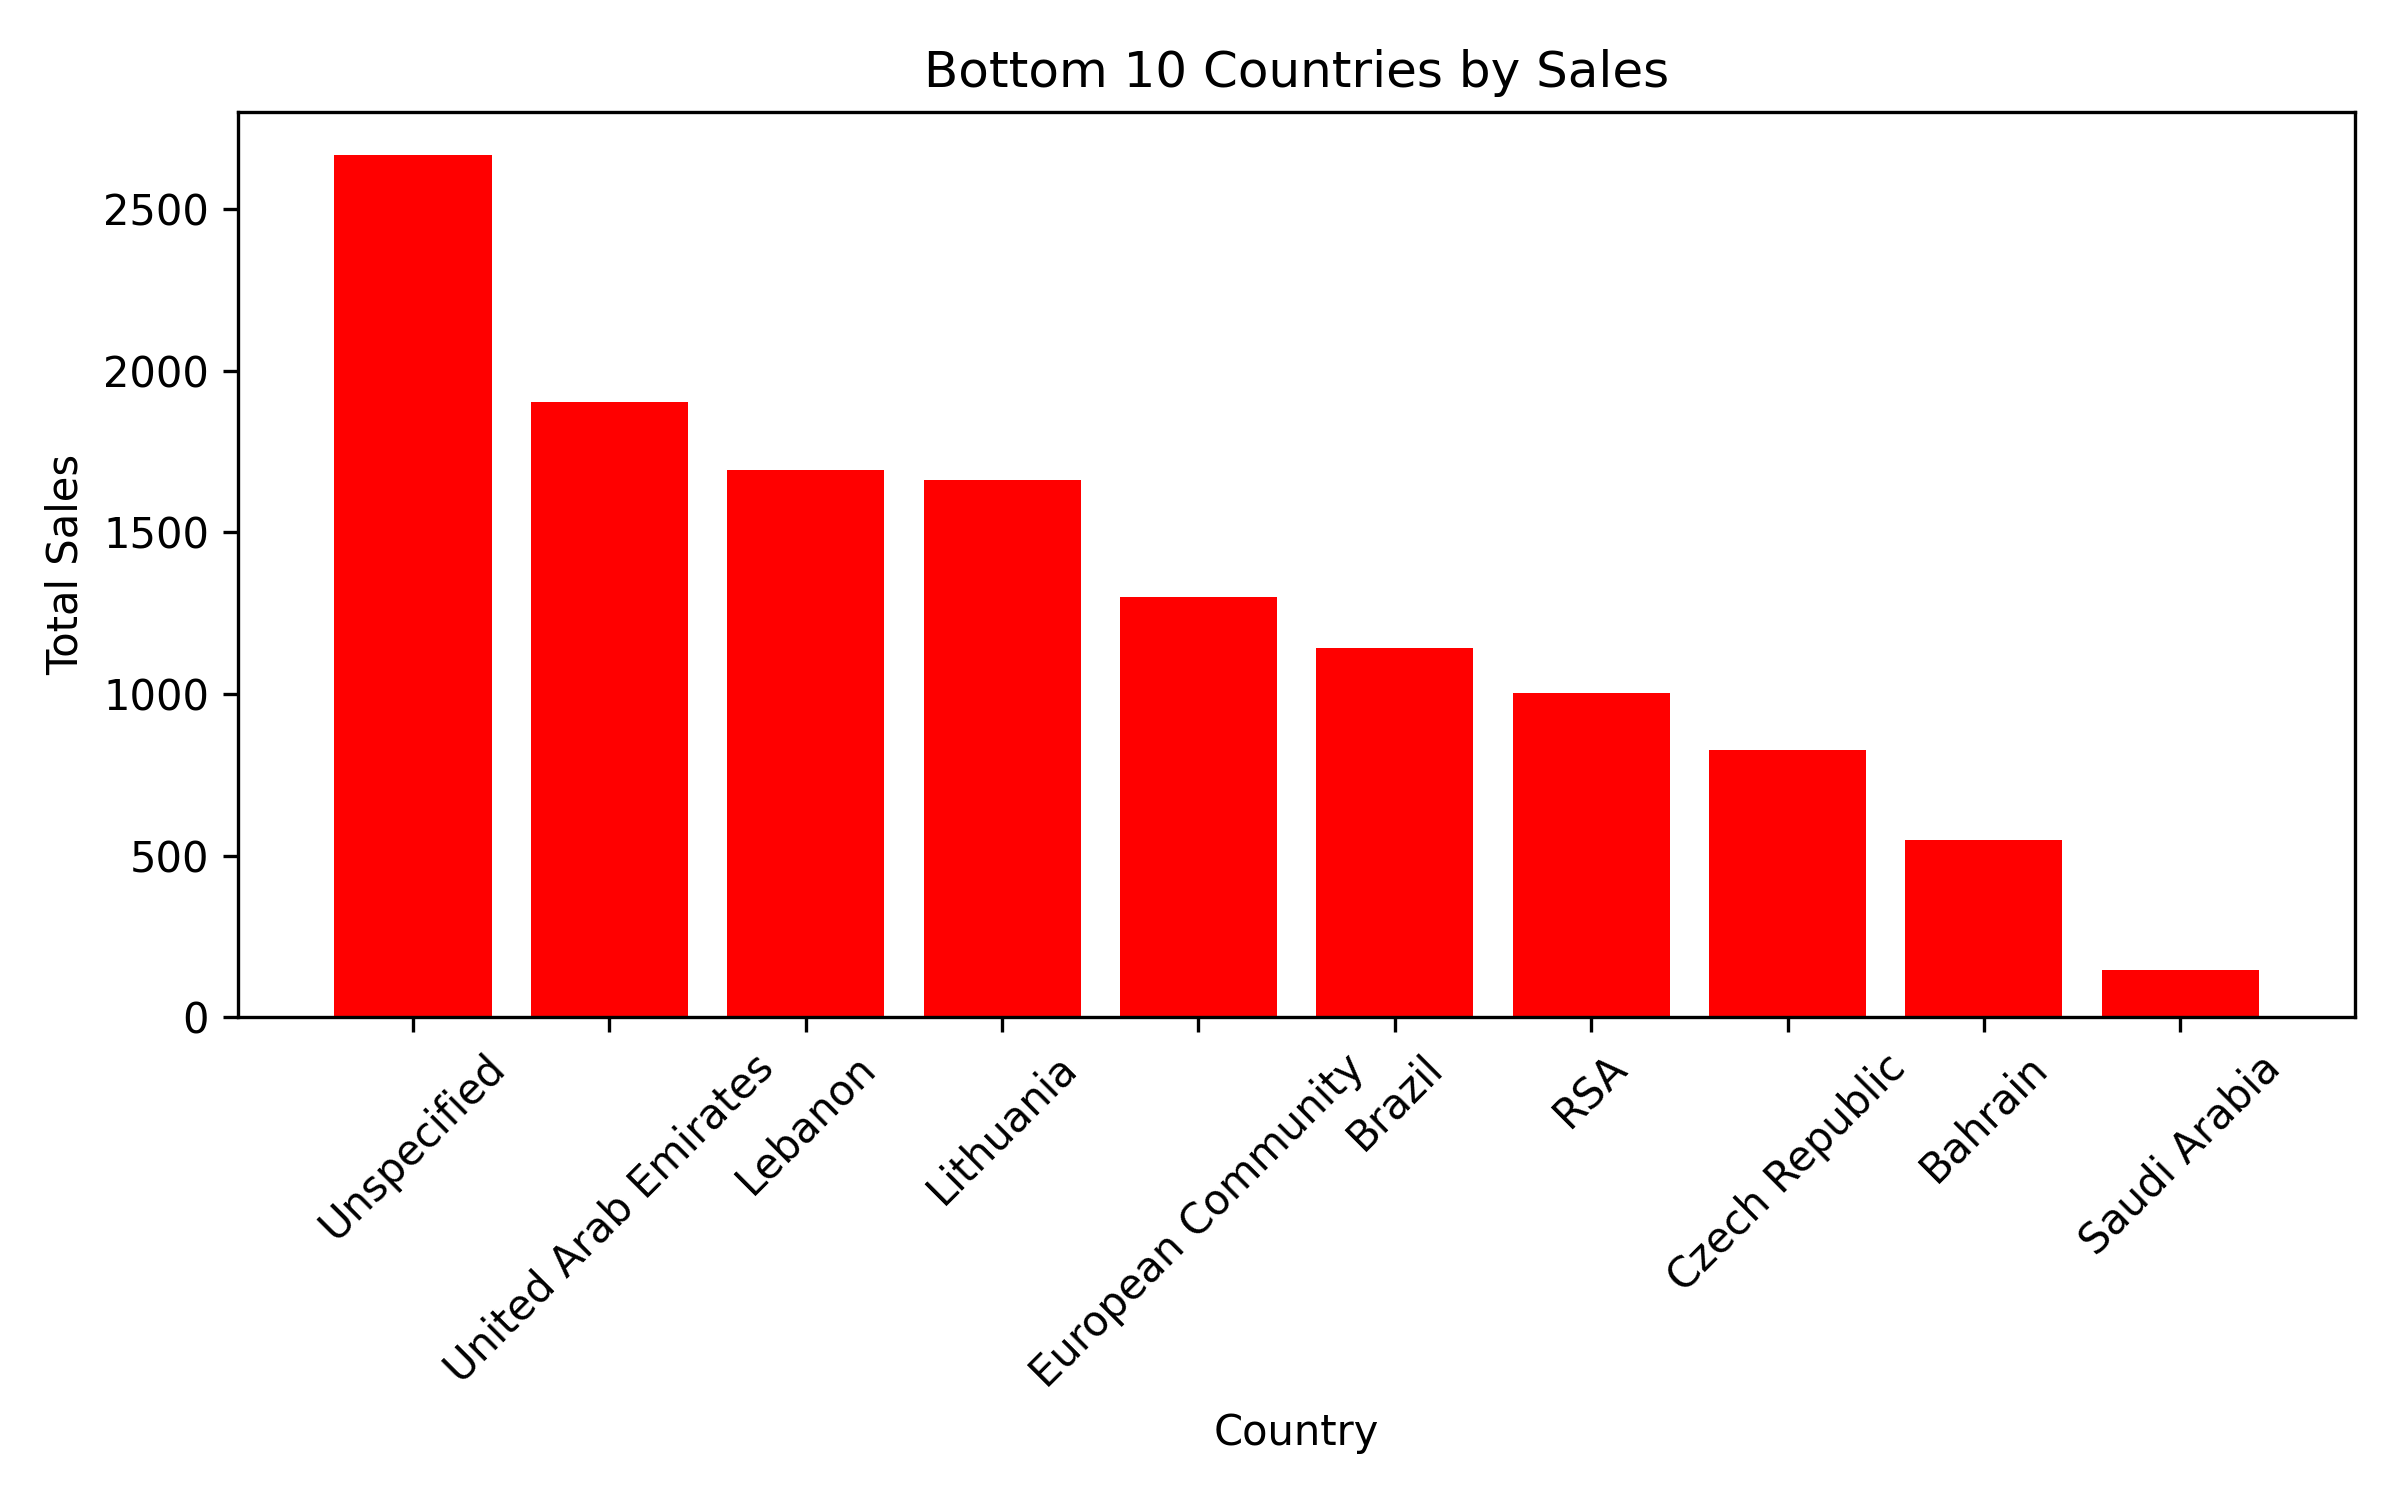 Bottom 10 Countries by Sales
Total Sales
2500
2000
1500
1000
500
0
Unspecified
United Arab Emirates
Lebanon
Lithuania
European Community
Brazil
RSA
Czech Republic
Bahrain
Saudi Arabia
Country